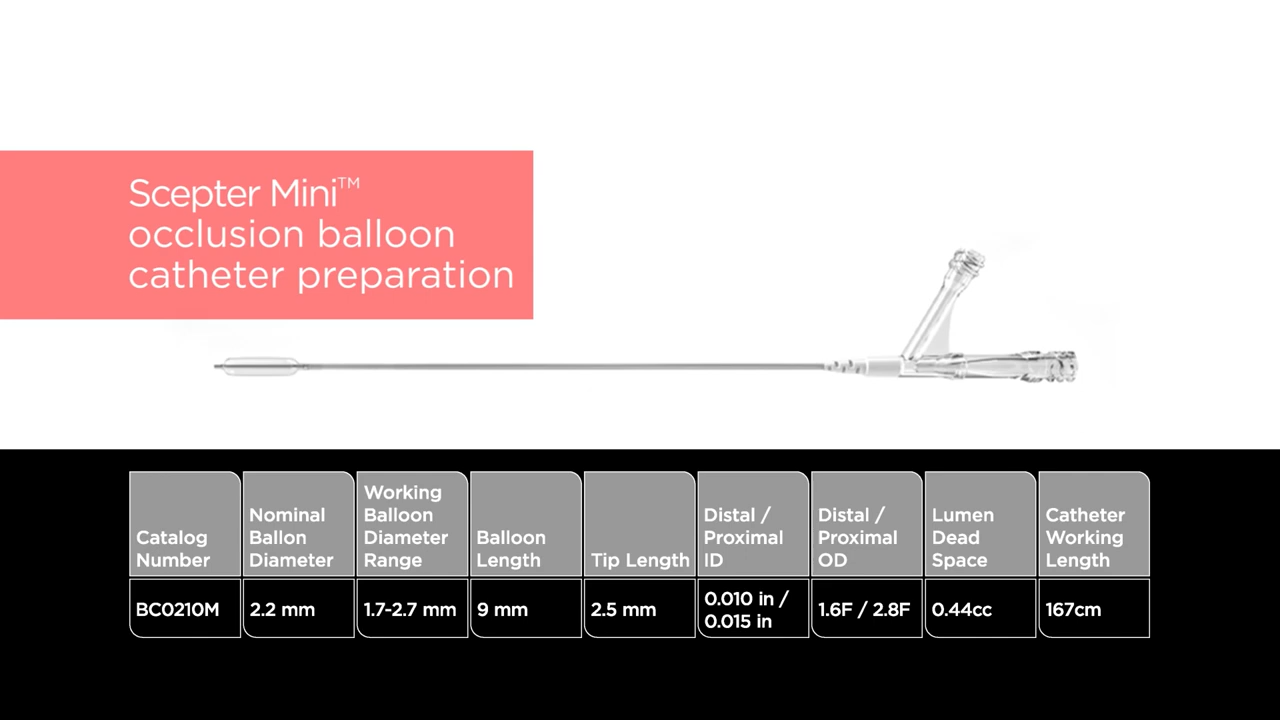 Scepter Mini™
occlusion balloon
catheter preparation
Catalog
Number
Nominal
Ballon
Diameter
Working
Balloon
Diameter
Range
Balloon
Length
Tip Length
Distal /
Proximal
ID
Distal /
Proximal
OD
Lumen
Dead
Space
Catheter
Working
Length
BC0210M
2.2 mm
1.7-2.7 mm
9 mm
2.5 mm
0.010 in /
0.015 in
1.6F / 2.8F
0.44cc
167cm